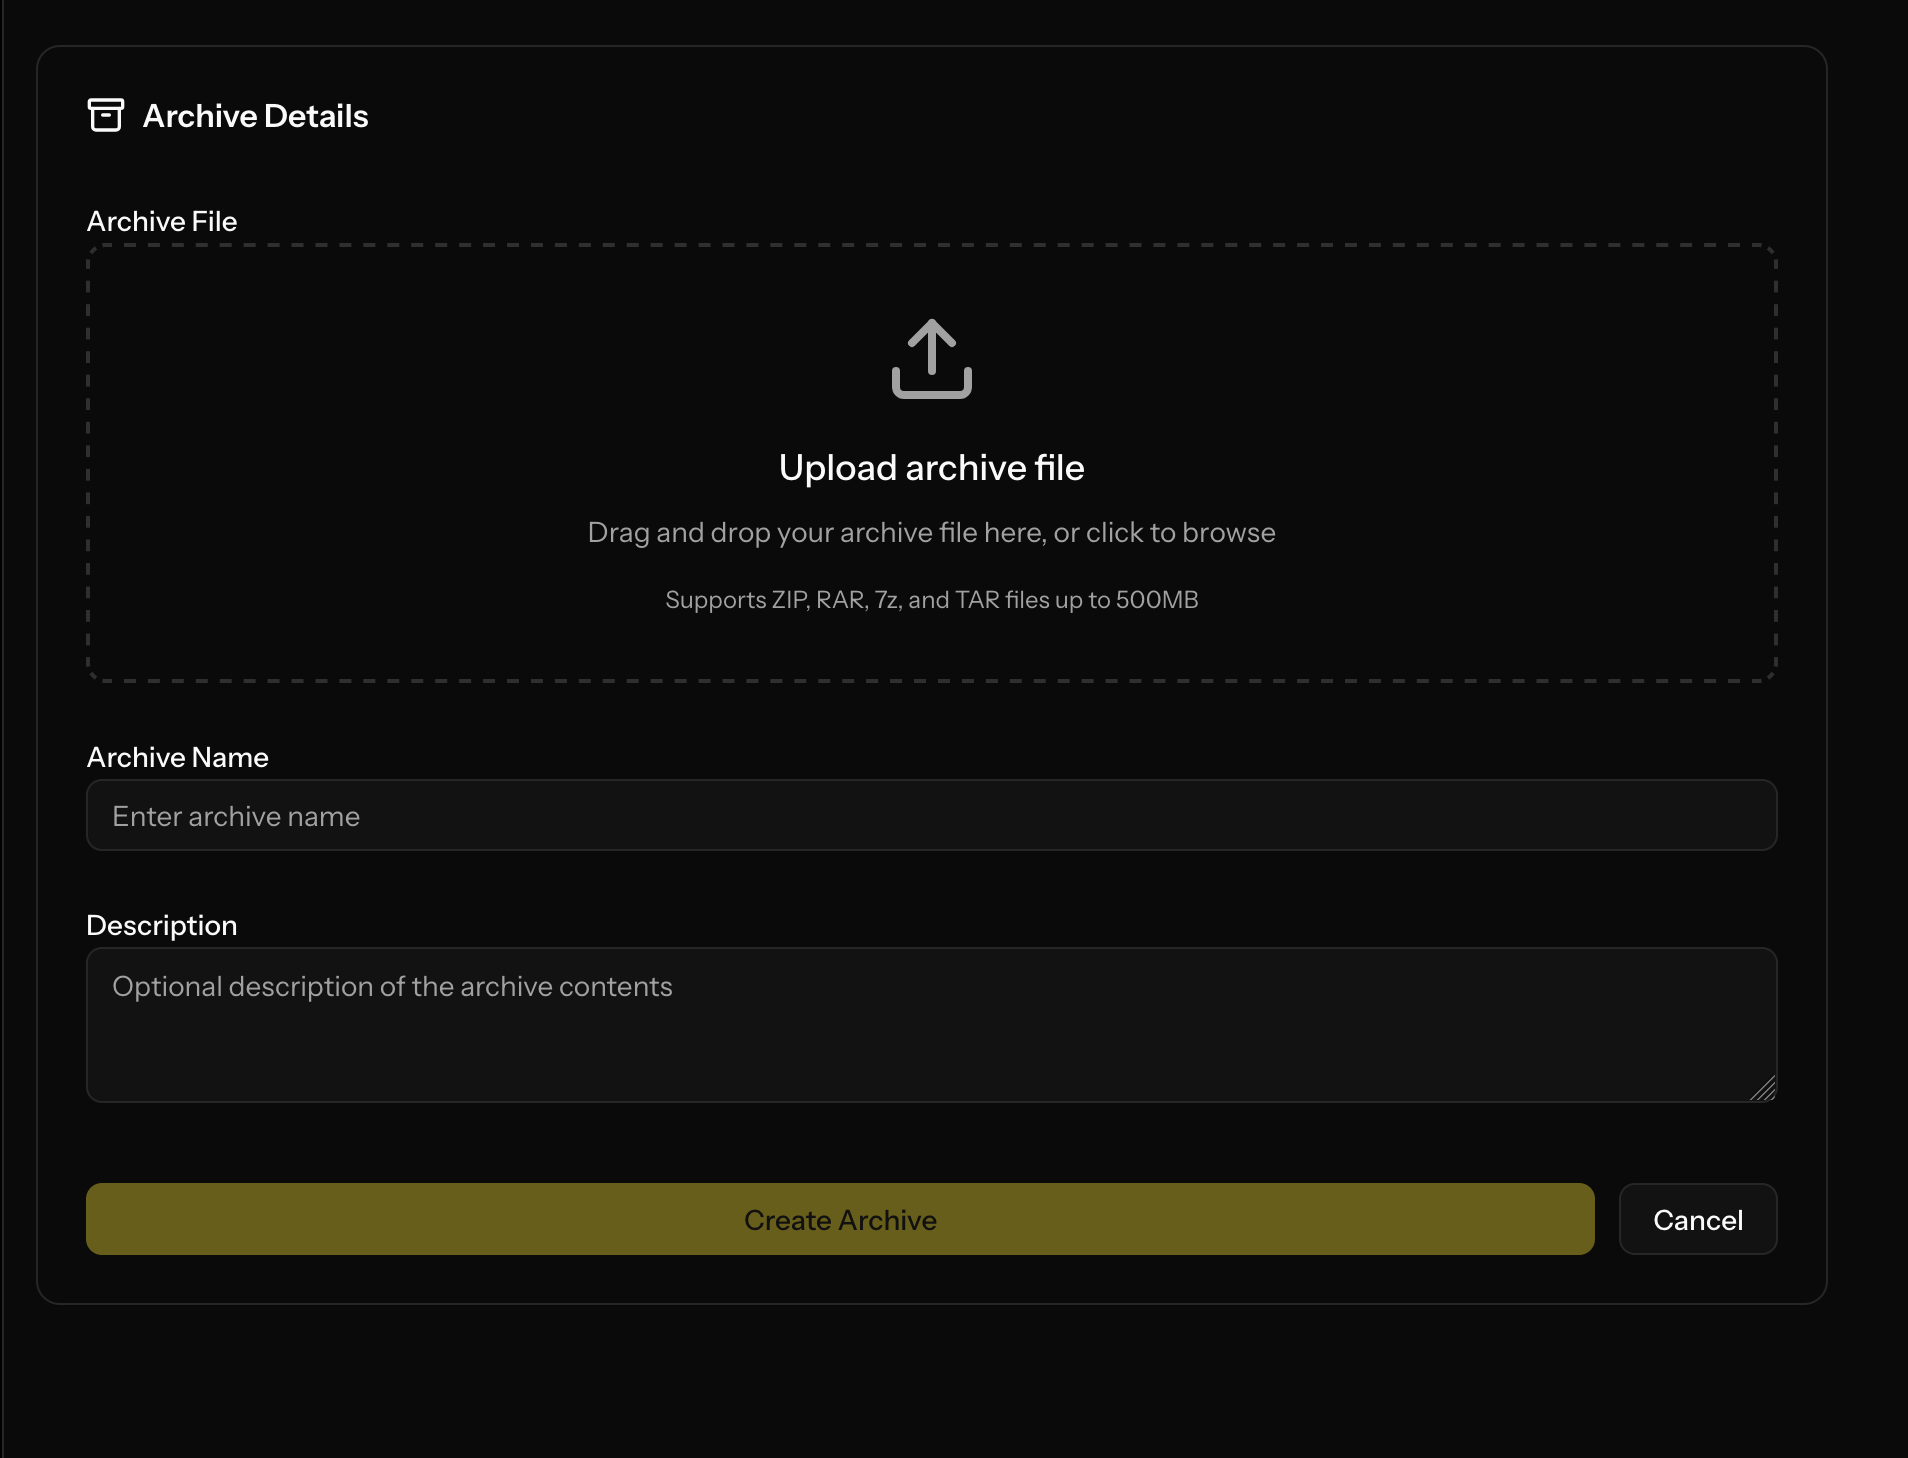 Archive Details
Archive File
Upload archive file
Drag and drop your archive file here, or click to browse
Supports ZIP, RAR, 7z, and TAR files up to 500MB
Archive Name
Enter archive name
Description
Optional description of the archive contents
Create Archive
Cancel